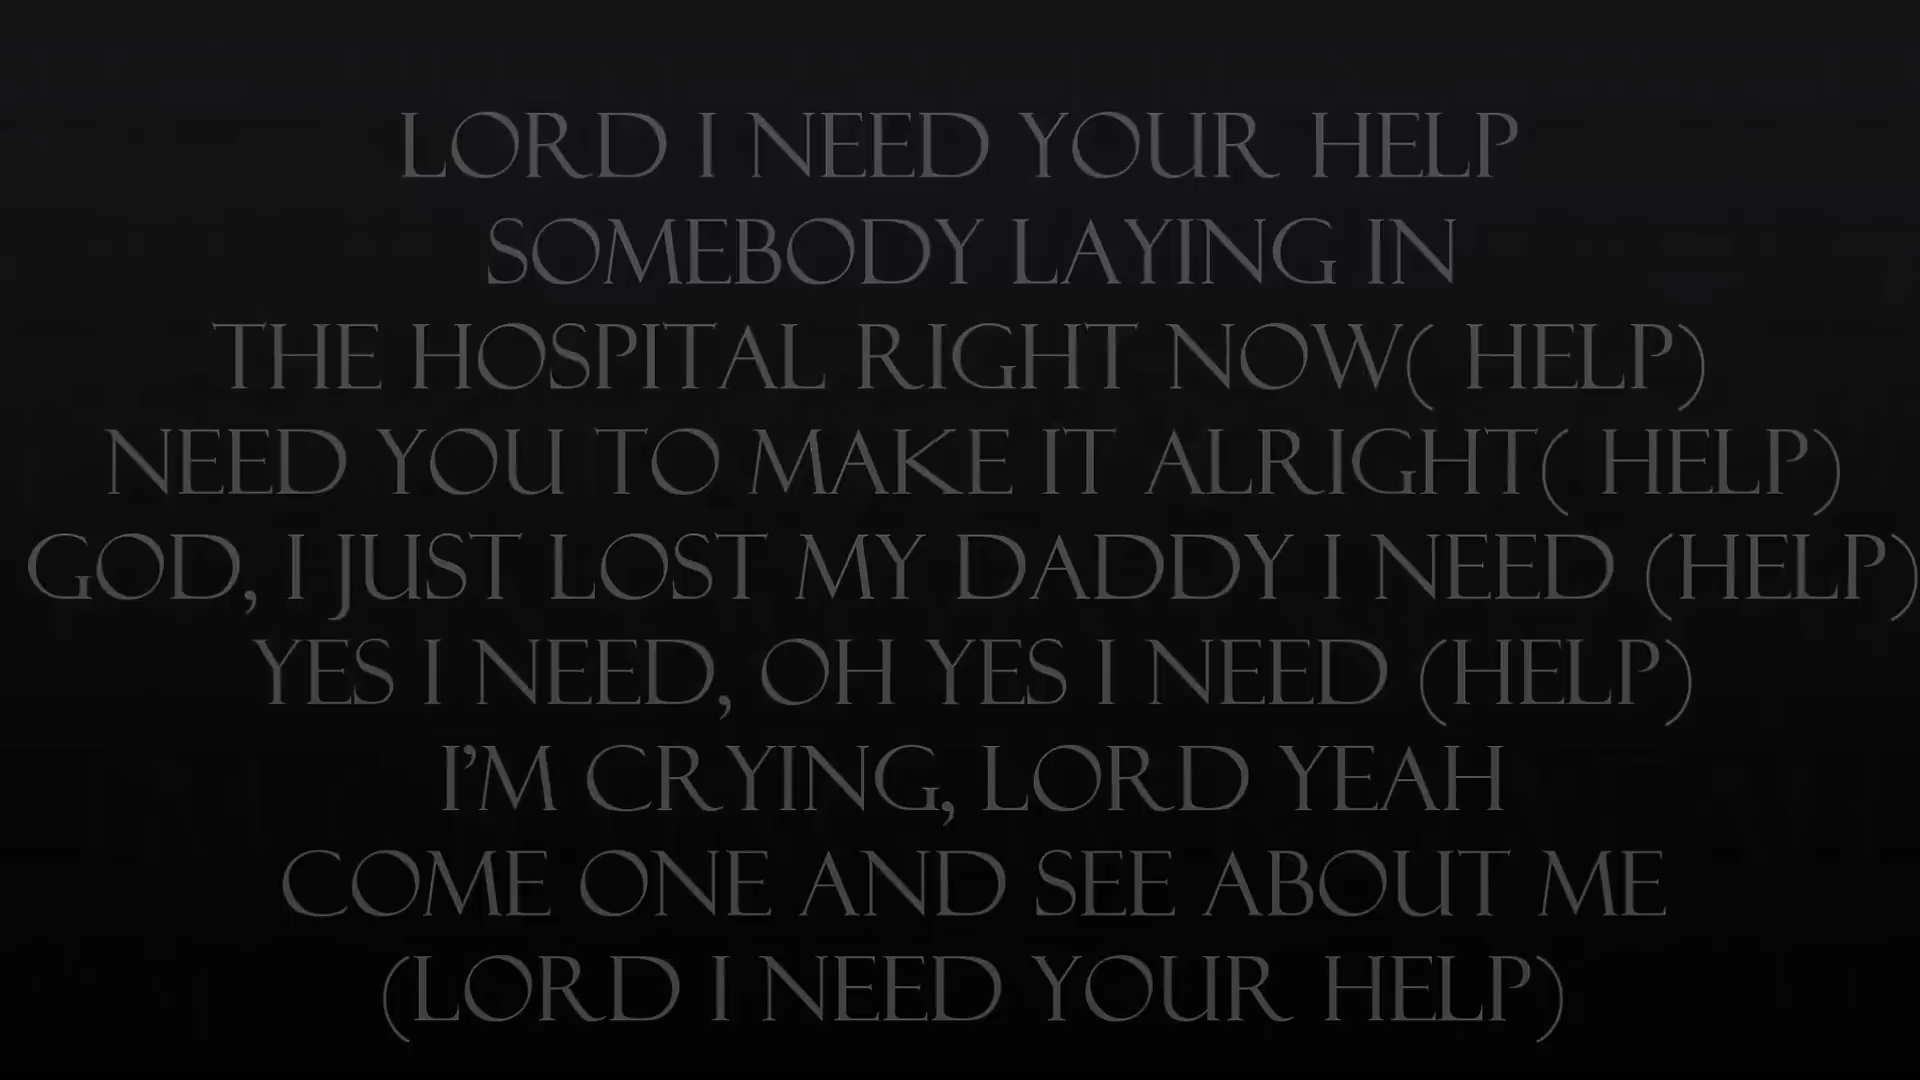 LORD I NEED YOUR HELP
SOMEBODY LAYING IN
THE HOSPITAL RIGHT NOW( HELP)
NEED YOU TO MAKE IT ALRIGHT( HELP)
GOD, I JUST LOST MY DADDY I NEED (HELP)
YES I NEED, OH YES I NEED (HELP)
I'M CRYING, LORD YEAH
COME ONE AND SEE ABOUT ME
(LORD I NEED YOUR HELP)